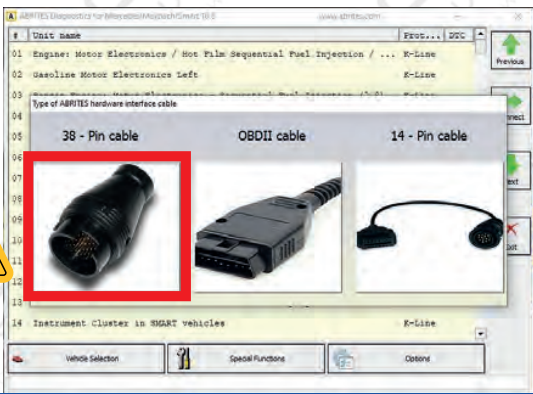 ABRITES Diagnostics for Mercedes/Maybach/Smart 10.5 www.abrites.com
# Unit name Prot... DTC
01 Engine: Motor Electronics / Hot Film Sequential Fuel Injection / ... K-Line
Previous
02 Gasoline Motor Electronics Left K-Line
03
Type of ABRITES hardware interface cable
04
05 38 - Pin cable OBDII cable 14 - Pin cable
06
07
08
09
10
11
12
13
14 Instrument Cluster in SMART vehicles K-Line
Vehicle Selection Special Functions Options